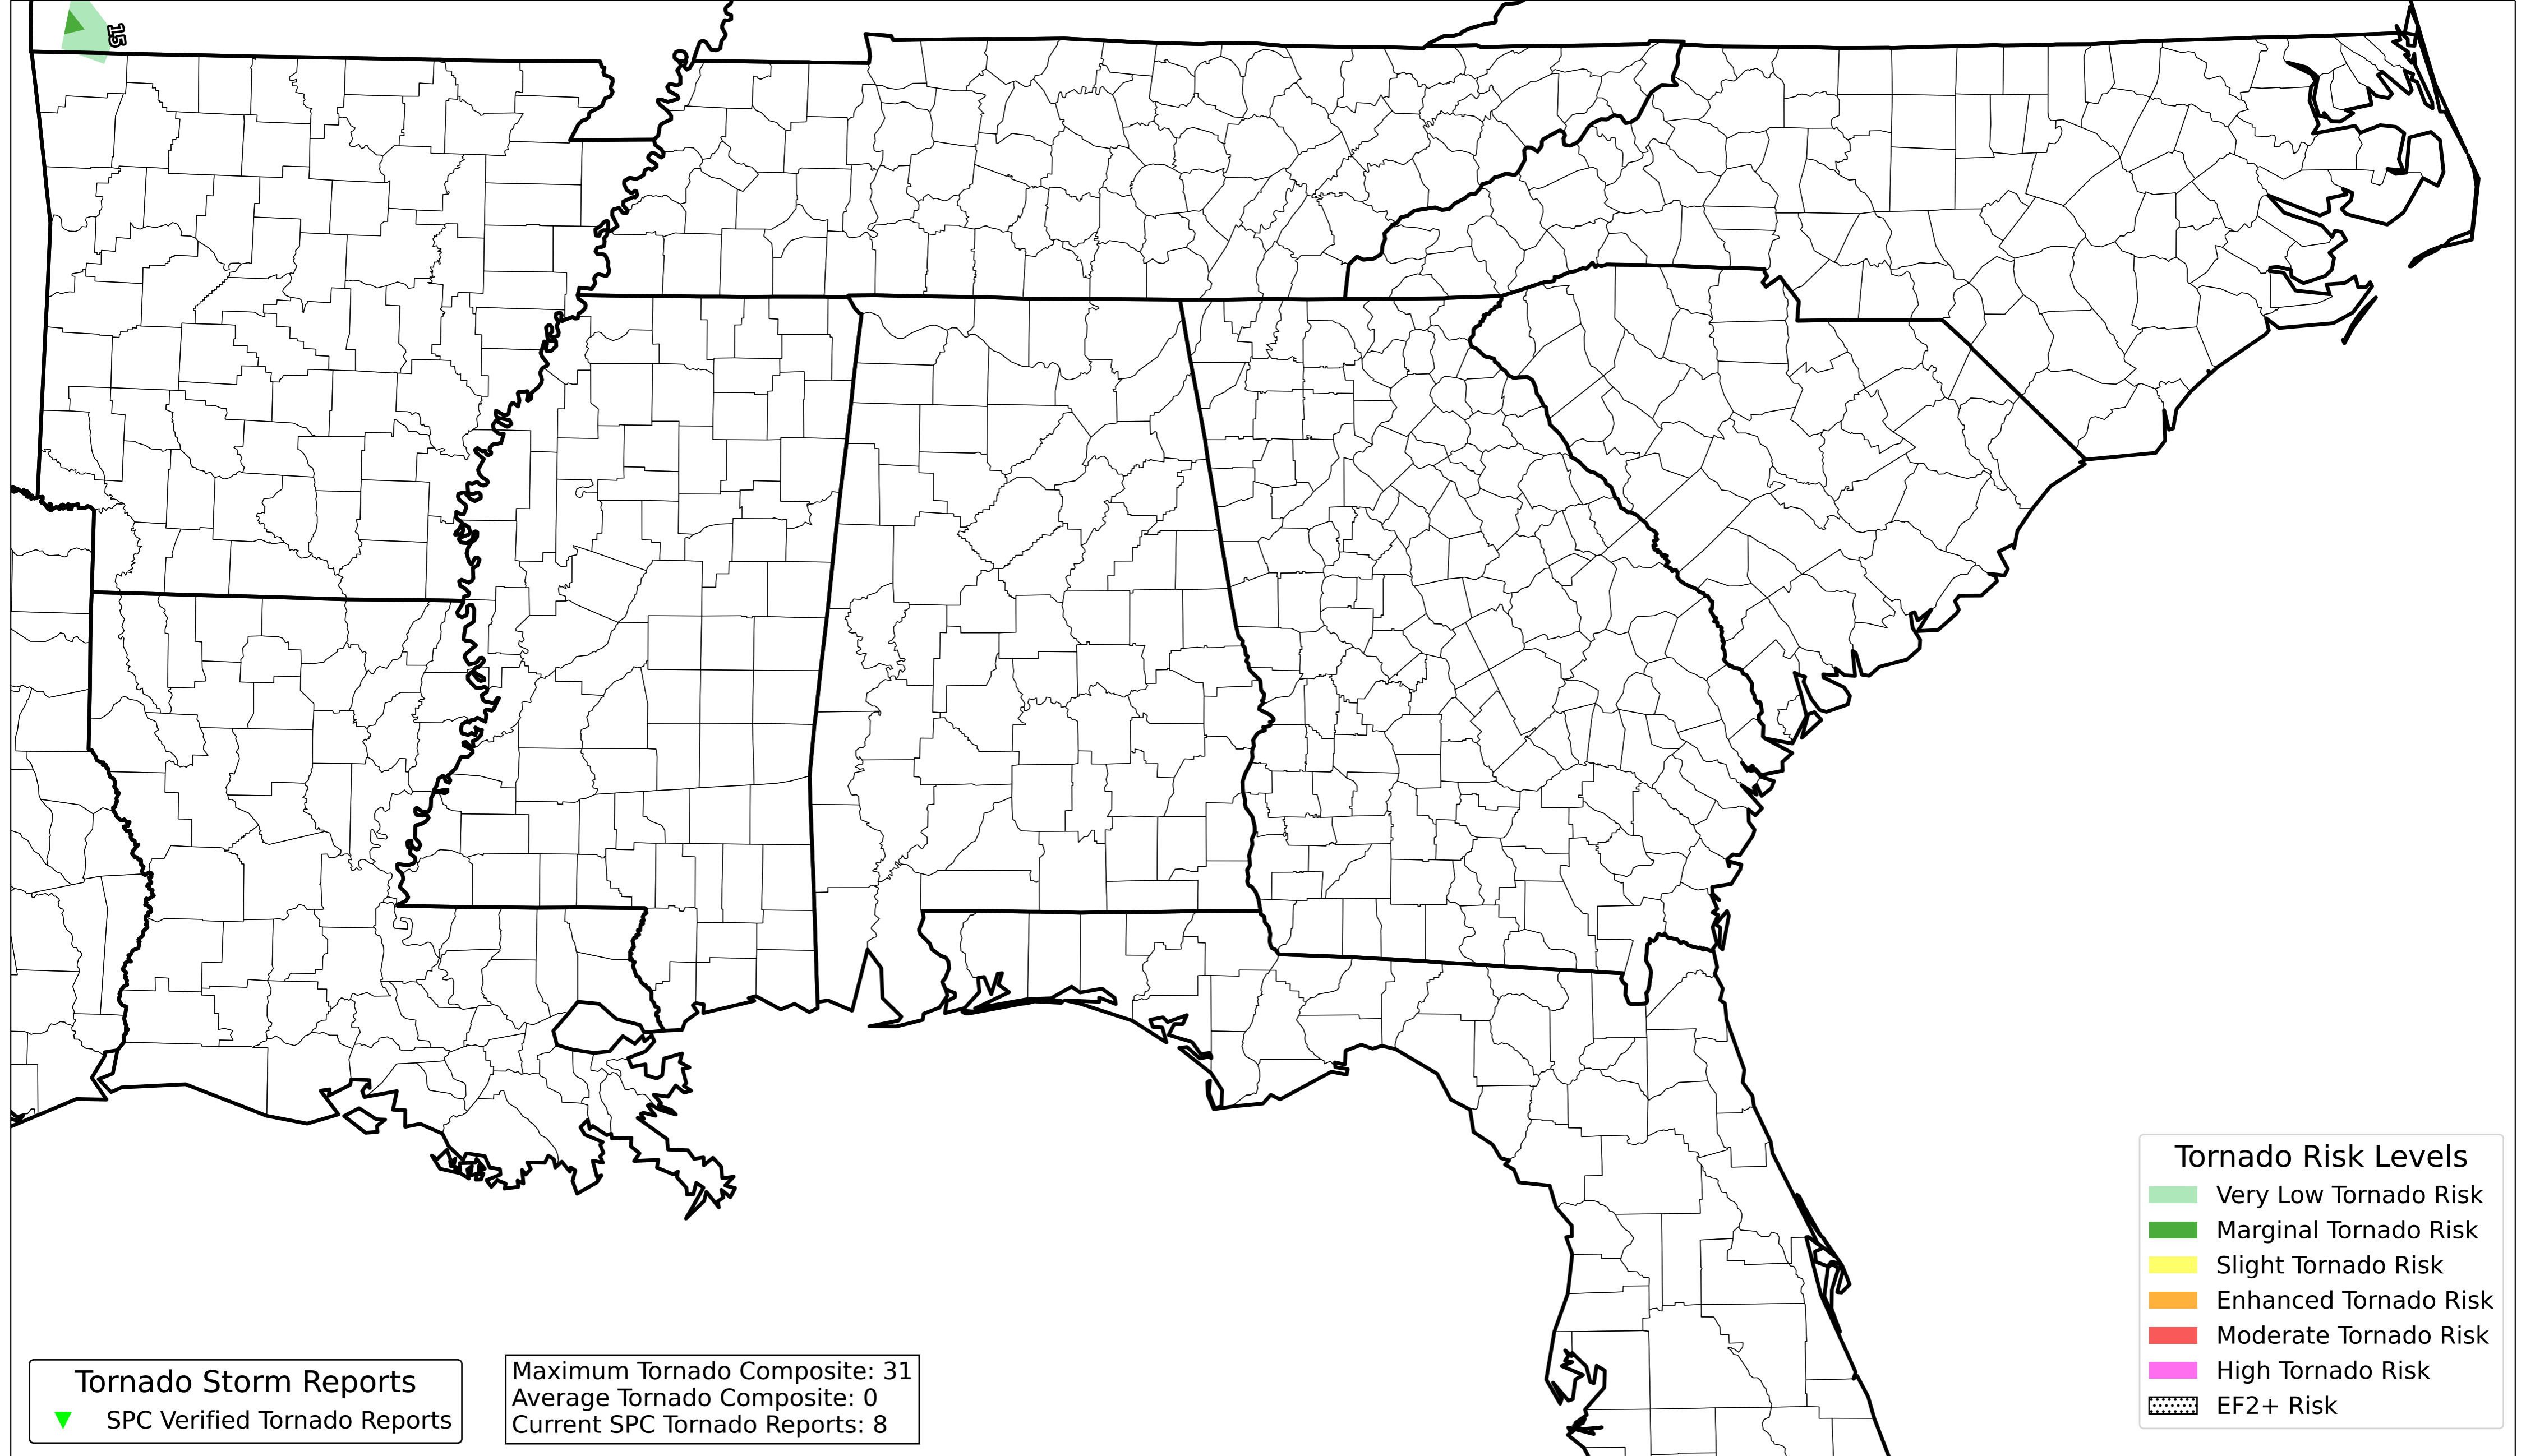 15
Tornado Risk Levels
Very Low Tornado Risk
Marginal Tornado Risk
Slight Tornado Risk
Enhanced Tornado Risk
Moderate Tornado Risk
High Tornado Risk
EF2+ Risk
Tornado Storm Reports
SPC Verified Tornado Reports
Maximum Tornado Composite: 31
Average Tornado Composite: 0
Current SPC Tornado Reports: 8